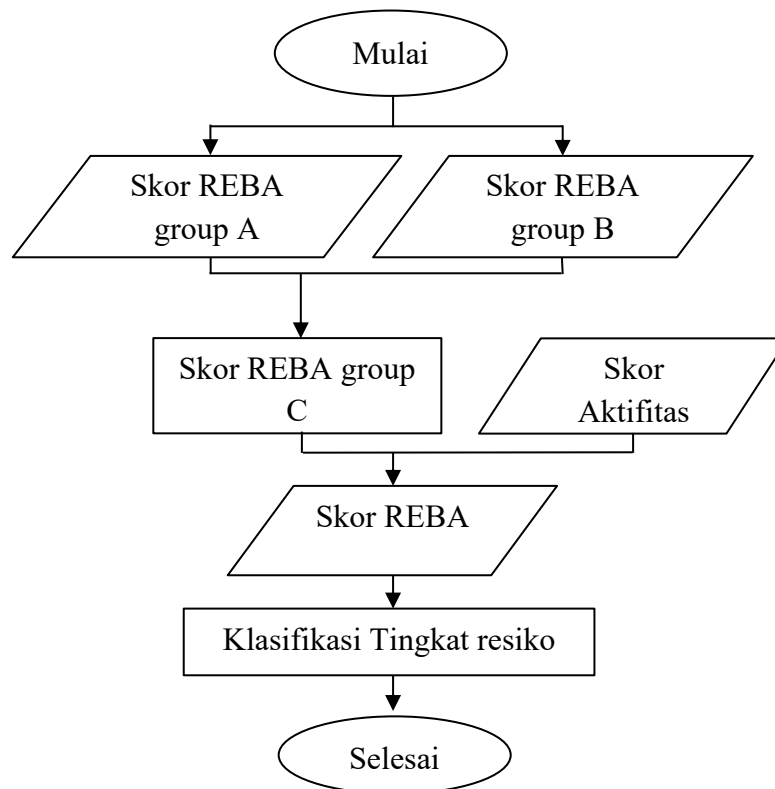 Mulai
Skor REBA
group A
Skor REBA
group B
Skor REBA group
C
Skor
Aktifitas
Skor REBA
Klasifikasi Tingkat resiko
Selesai